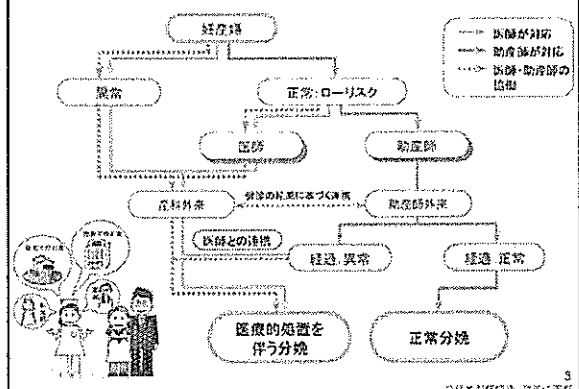 妊産婦
医師が対応
助産師が対応
医師・助産師の
協働
異常
正常:ローリスク
医師
助産師
産科外来
健診の結果に基づく連携
助産師外来
医師との連携
経過:異常
経過:正常
医療的処置を
伴う分娩
正常分娩
3